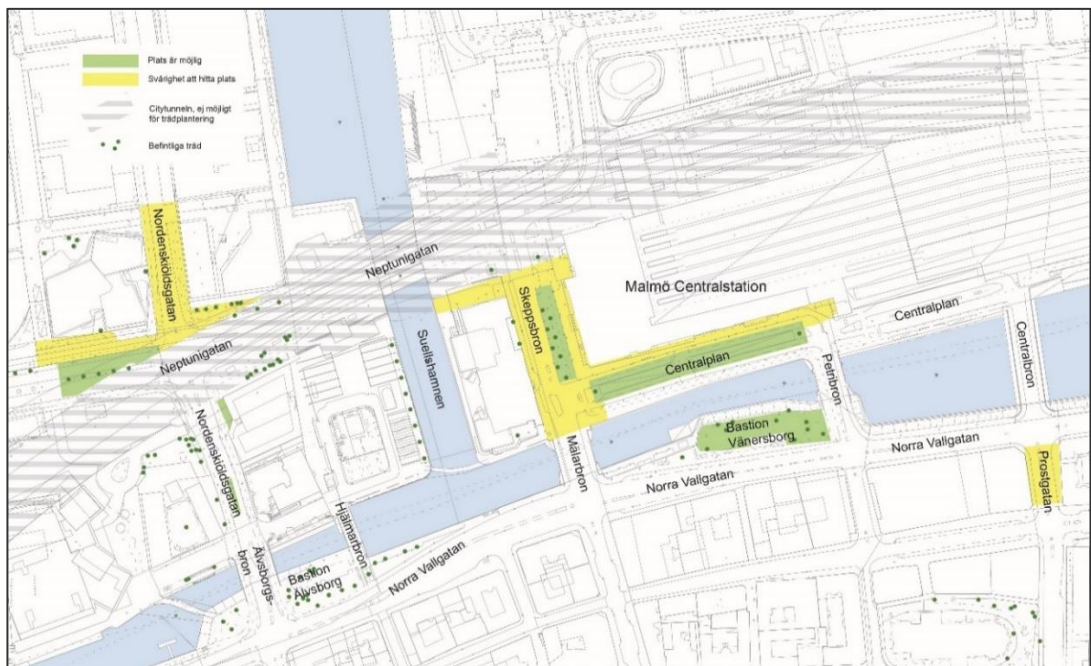 Plats är möjlig
Svårighet att hitta plats
Citytunneln, ej möjligt
för trädplantering
Befintliga träd
Nordenskiöldsgatan
Neptunigatan
Neptunigatan
Skeppsbron
Malmö Centralstation
Suellshamnen
Centralplan
Centralplan
Petribron
Centralbron
Bastion
Vänersborg
Nordenskiöldsgatan
Mälarbron
Norra Vallgatan
Norra Vallgatan
Prostgatan
Hjälmarbron
Älvsborgs-
bron
Bastion
Älvsborg
Norra Vallgatan